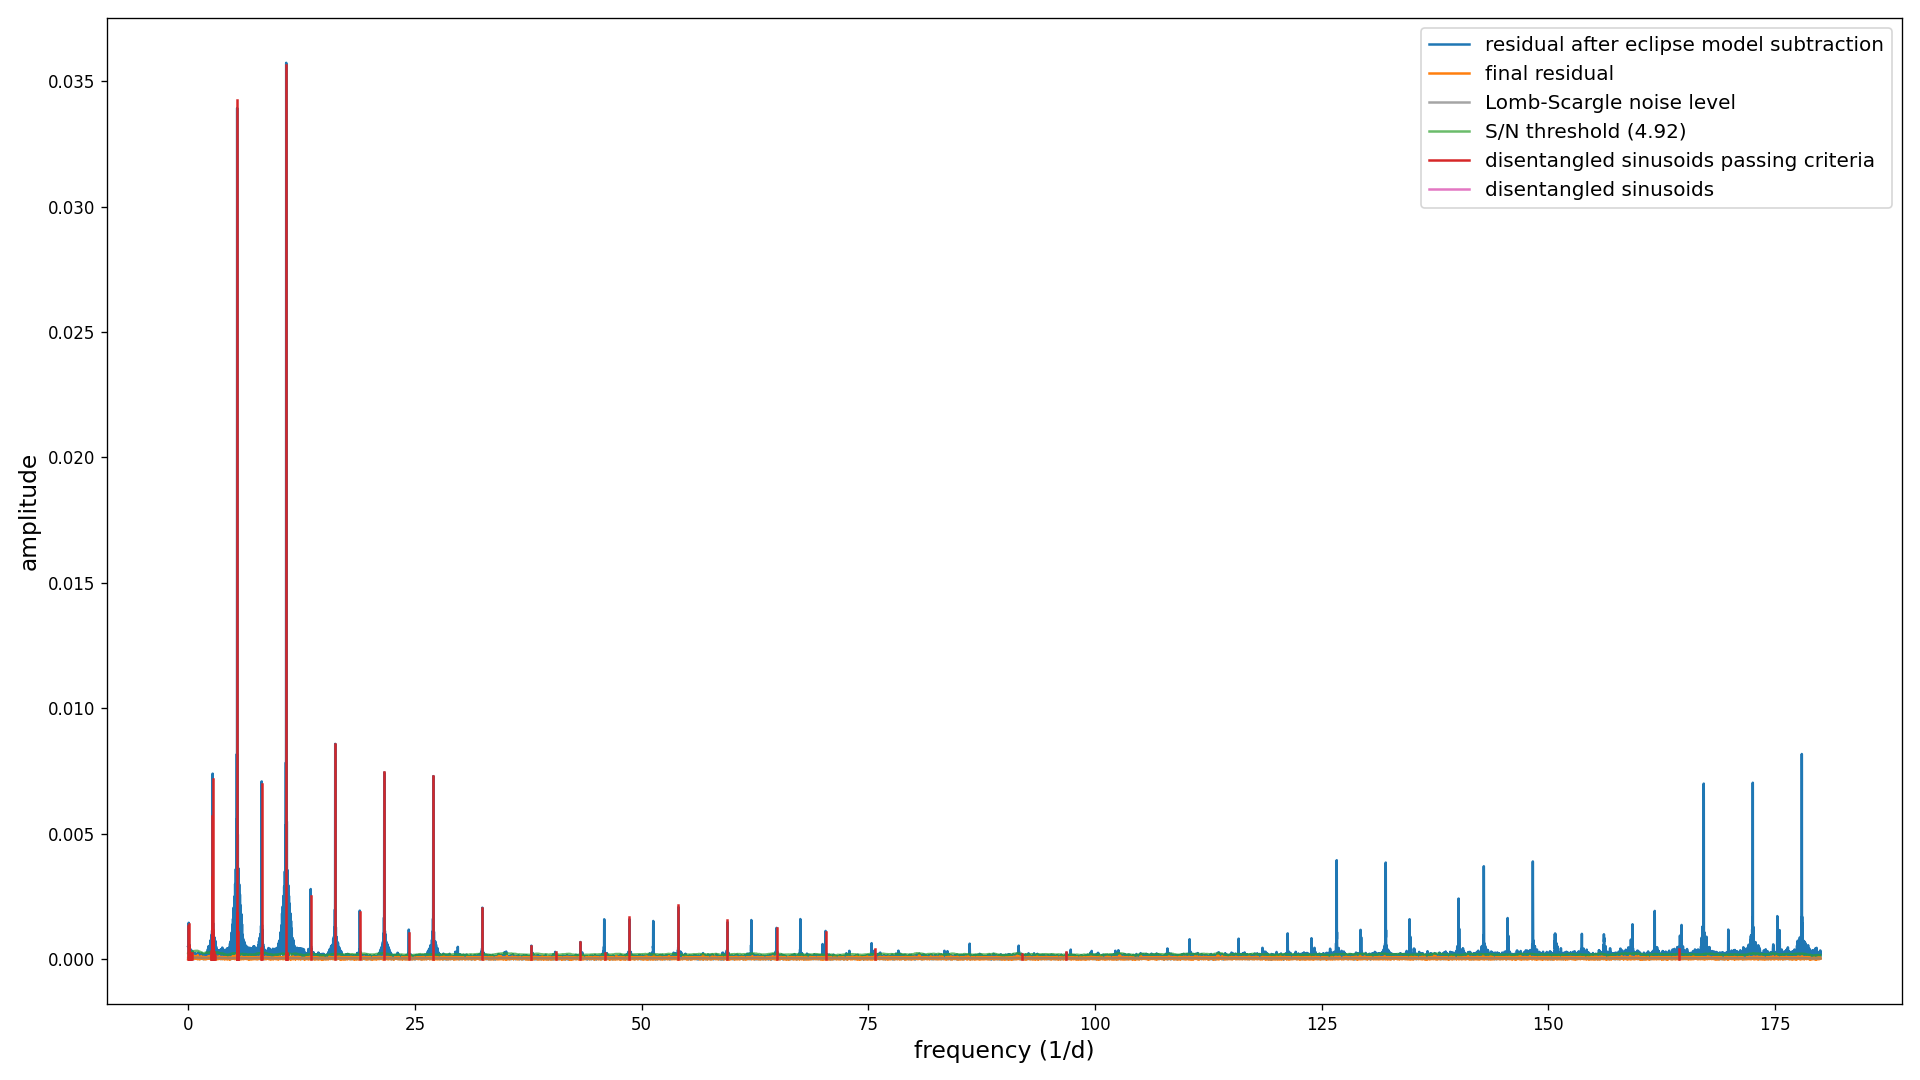 residual after eclipse model subtraction
final residual
Lomb-Scargle noise level
S/N threshold (4.92)
disentangled sinusoids passing criteria
disentangled sinusoids
amplitude
0.035
0.030
0.025
0.020
0.015
0.010
0.005
0.000
0 25 50 75 100 125 150 175
frequency (1/d)